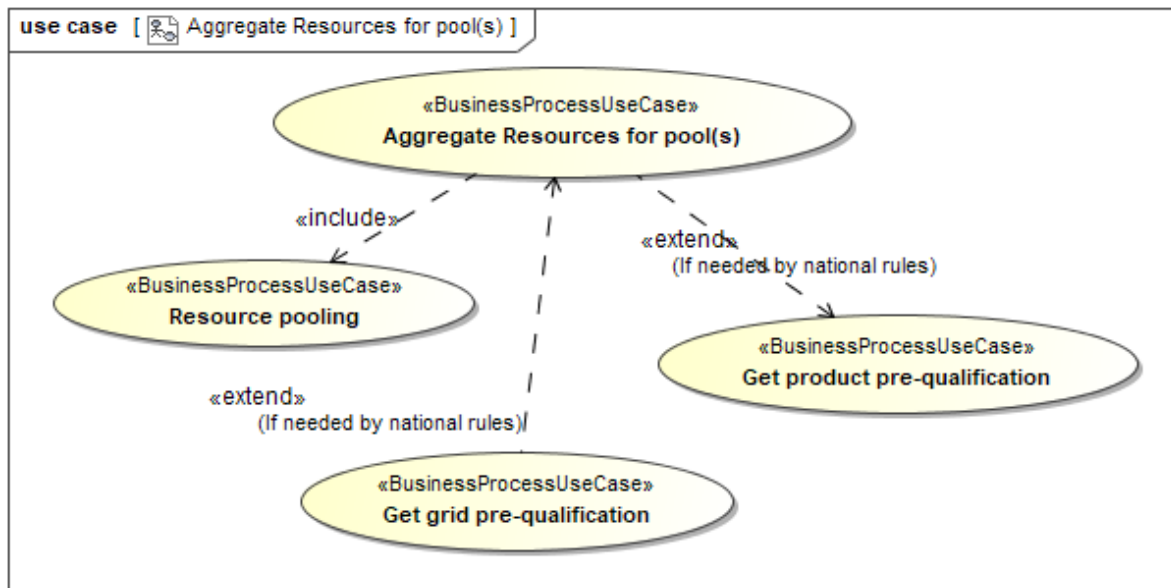 use case [ Aggregate Resources for pool(s) ]
«BusinessProcessUseCase»
Aggregate Resources for pool(s)
«include»
«extend»
(If needed by national rules)
«BusinessProcessUseCase»
Resource pooling
«BusinessProcessUseCase»
Get product pre-qualification
«extend»
(If needed by national rules)
«BusinessProcessUseCase»
Get grid pre-qualification